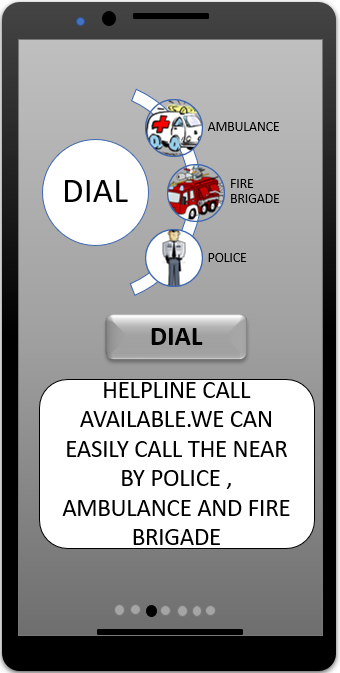 AMBULANCE
DIAL
FIRE
BRIGADE
POLICE
DIAL
HELPLINE CALL
AVAILABLE.WE CAN
EASILY CALL THE NEAR
BY POLICE ,
AMBULANCE AND FIRE
BRIGADE